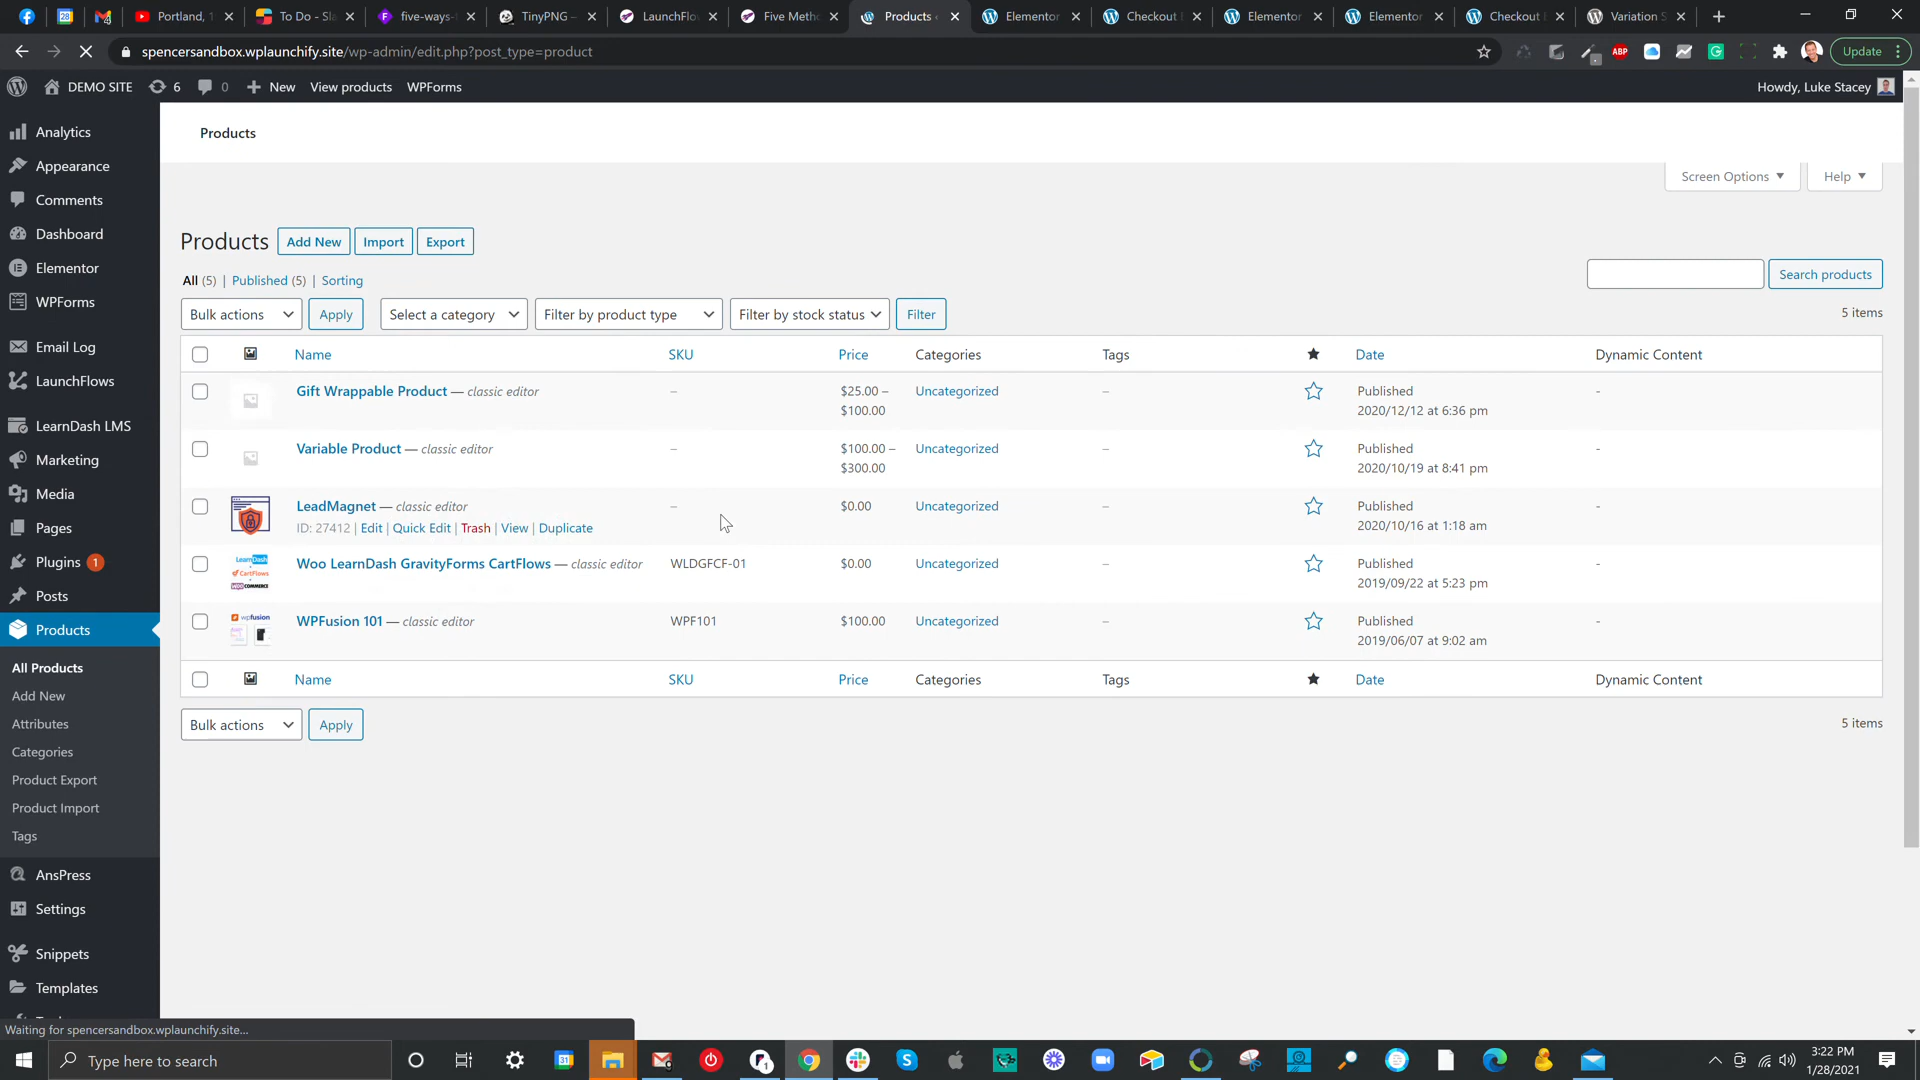 Portland, 1
To Do - Sla
five-ways-
TinyPNG –
LaunchFlo
Five Metho
Products
Elementor
Checkout E
Elementor
Elementor
Checkout E
Variation S
spencersandbox.wplaunchify.site/wp-admin/edit.php?post_type=product
ABP
Update
DEMO SITE
6
0
New
View products
WPForms
Howdy, Luke Stacey
Analytics
Appearance
Comments
Dashboard
Elementor
WPForms
Email Log
LaunchFlows
LearnDash LMS
Marketing
Media
Pages
Plugins 1
Posts
Products
All Products
Add New
Attributes
Categories
Product Export
Product Import
Tags
AnsPress
Settings
Snippets
Templates
Products
Screen Options
Help
Products
Add New
Import
Export
All (5) | Published (5) | Sorting
Search products
Bulk actions
Apply
Select a category
Filter by product type
Filter by stock status
Filter
5 items
Name SKU Price Categories Tags Date Dynamic Content
Gift Wrappable Product — classic editor – $25.00 – Uncategorized – Published -
$100.00 2020/12/12 at 6:36 pm
Variable Product — classic editor – $100.00 – Uncategorized – Published -
$300.00 2020/10/19 at 8:41 pm
LeadMagnet — classic editor – $0.00 Uncategorized – Published -
ID: 27412 | Edit | Quick Edit | Trash | View | Duplicate 2020/10/16 at 1:18 am
Woo LearnDash GravityForms CartFlows — classic editor WLDGFCF-01 $0.00 Uncategorized – Published -
2019/09/22 at 5:23 pm
WPFusion 101 — classic editor WPF101 $100.00 Uncategorized – Published -
2019/06/07 at 9:02 am
Name SKU Price Categories Tags Date Dynamic Content
Bulk actions
Apply
5 items
Waiting for spencersandbox.wplaunchify.site...
Type here to search
3:22 PM
1/28/2021